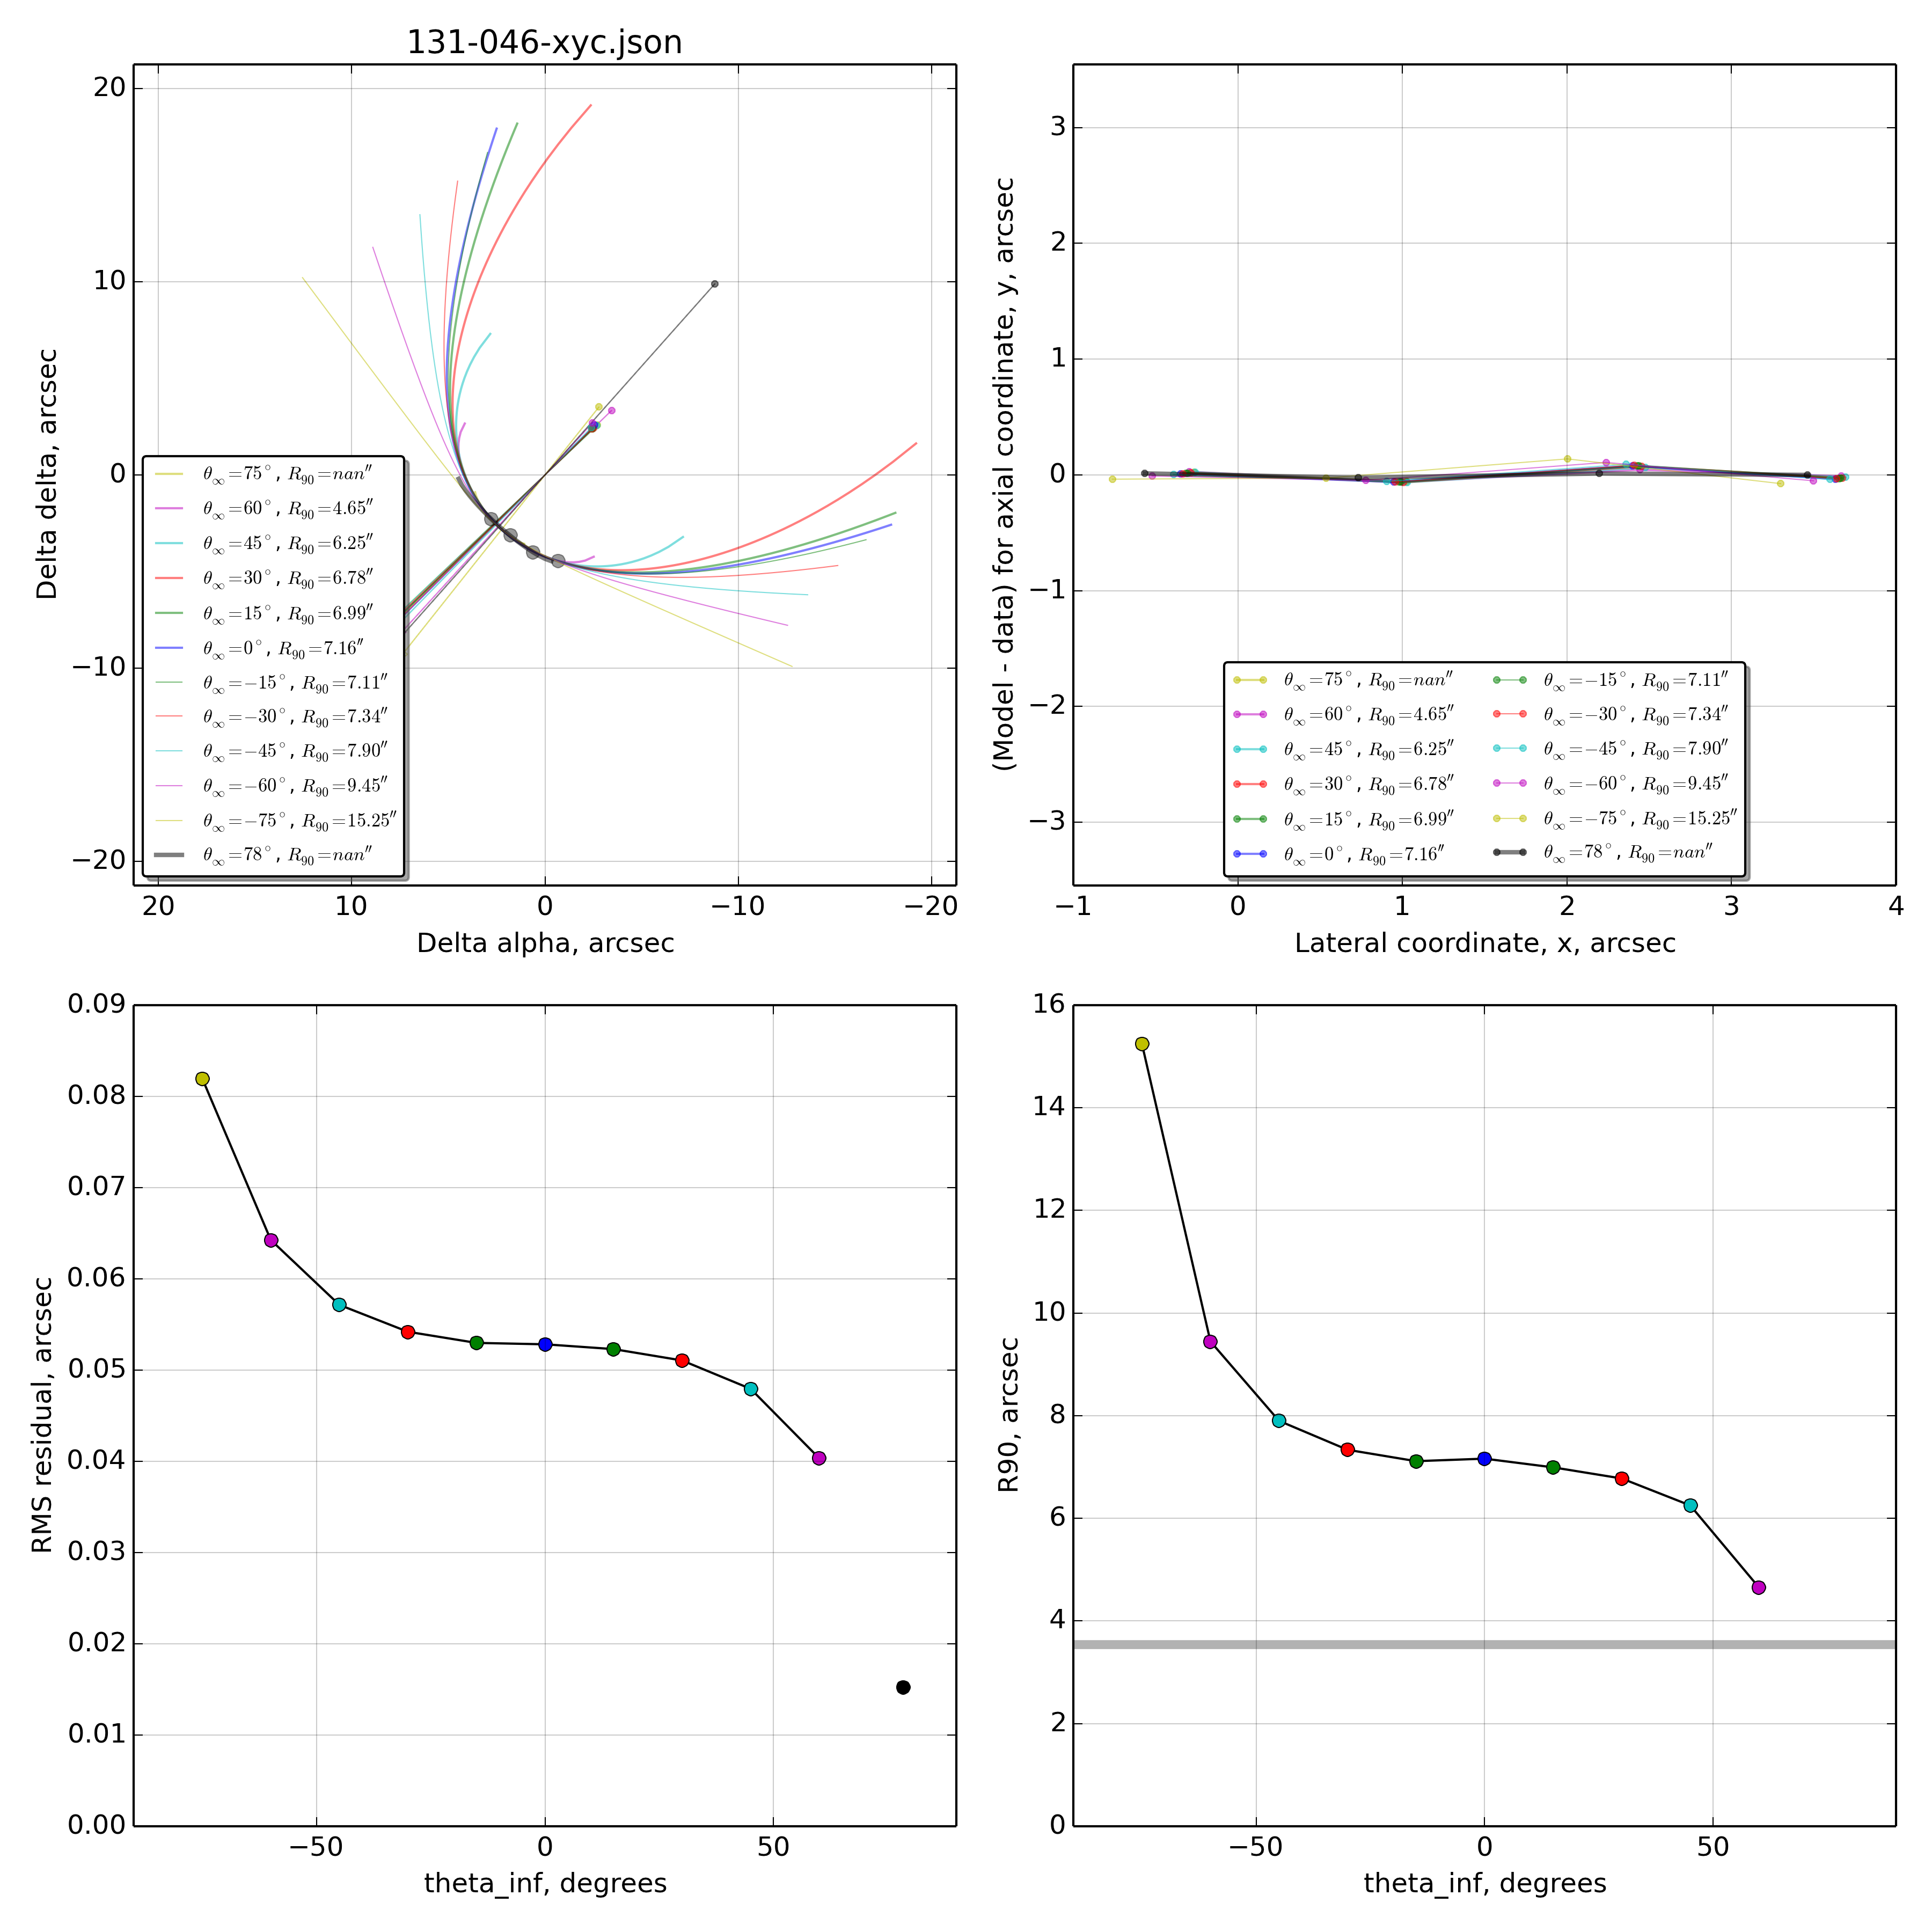 131-046-xyc.json
20
10
0
−10
−20
Delta delta, arcsec
θ∞=75°, R90=nan″
θ∞=60°, R90=4.65″
θ∞=45°, R90=6.25″
θ∞=30°, R90=6.78″
θ∞=15°, R90=6.99″
θ∞=0°, R90=7.16″
θ∞=−15°, R90=7.11″
θ∞=−30°, R90=7.34″
θ∞=−45°, R90=7.90″
θ∞=−60°, R90=9.45″
θ∞=−75°, R90=15.25″
θ∞=78°, R90=nan″
20 10 0 −10 −20
Delta alpha, arcsec
3
2
1
0
−1
−2
−3
(Model - data) for axial coordinate, y, arcsec
θ∞=75°, R90=nan″
θ∞=60°, R90=4.65″
θ∞=45°, R90=6.25″
θ∞=30°, R90=6.78″
θ∞=15°, R90=6.99″
θ∞=0°, R90=7.16″
θ∞=−15°, R90=7.11″
θ∞=−30°, R90=7.34″
θ∞=−45°, R90=7.90″
θ∞=−60°, R90=9.45″
θ∞=−75°, R90=15.25″
θ∞=78°, R90=nan″
−1 0 1 2 3 4
Lateral coordinate, x, arcsec
0.09
0.08
0.07
0.06
0.05
0.04
0.03
0.02
0.01
0.00
RMS residual, arcsec
−50 0 50
theta_inf, degrees
16
14
12
10
8
6
4
2
0
R90, arcsec
−50 0 50
theta_inf, degrees